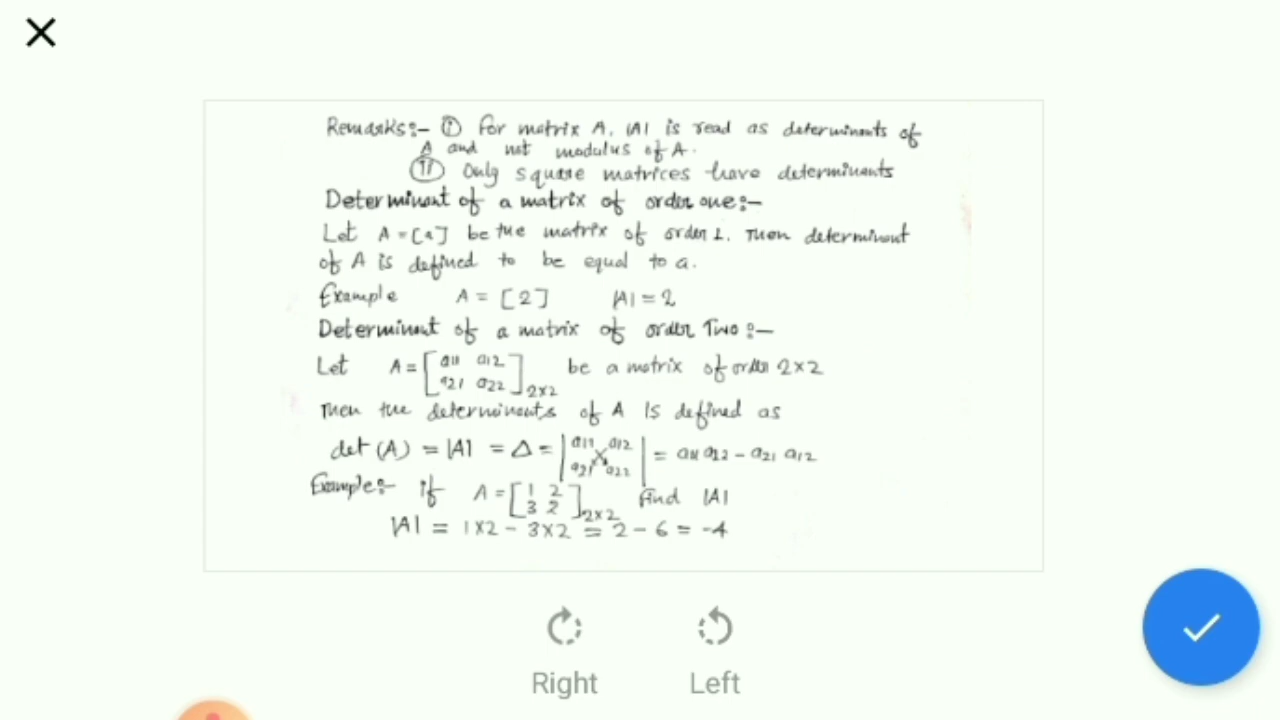 Remarks:- (i) For matrix A, |A| is read as determinants of
A and not modulus of A.
(ii) Only square matrices have determinants
Determinant of a matrix of order one:-
Let A = [a] be the matrix of order 1. Then determinant
of A is defined to be equal to a.
Example A = [2] |A| = 2
Determinant of a matrix of order Two :-
Let A = [a11 a12
a21 a22]2×2 be a matrix of order 2×2
Then the determinants of A is defined as
det (A) = |A| = Δ = |a11 a12
a21 a22| = a11 a22 - a21 a12
Example:- if A = [1 2
3 2]2×2 find |A|
|A| = 1×2 - 3×2 = 2 - 6 = -4
Right Left